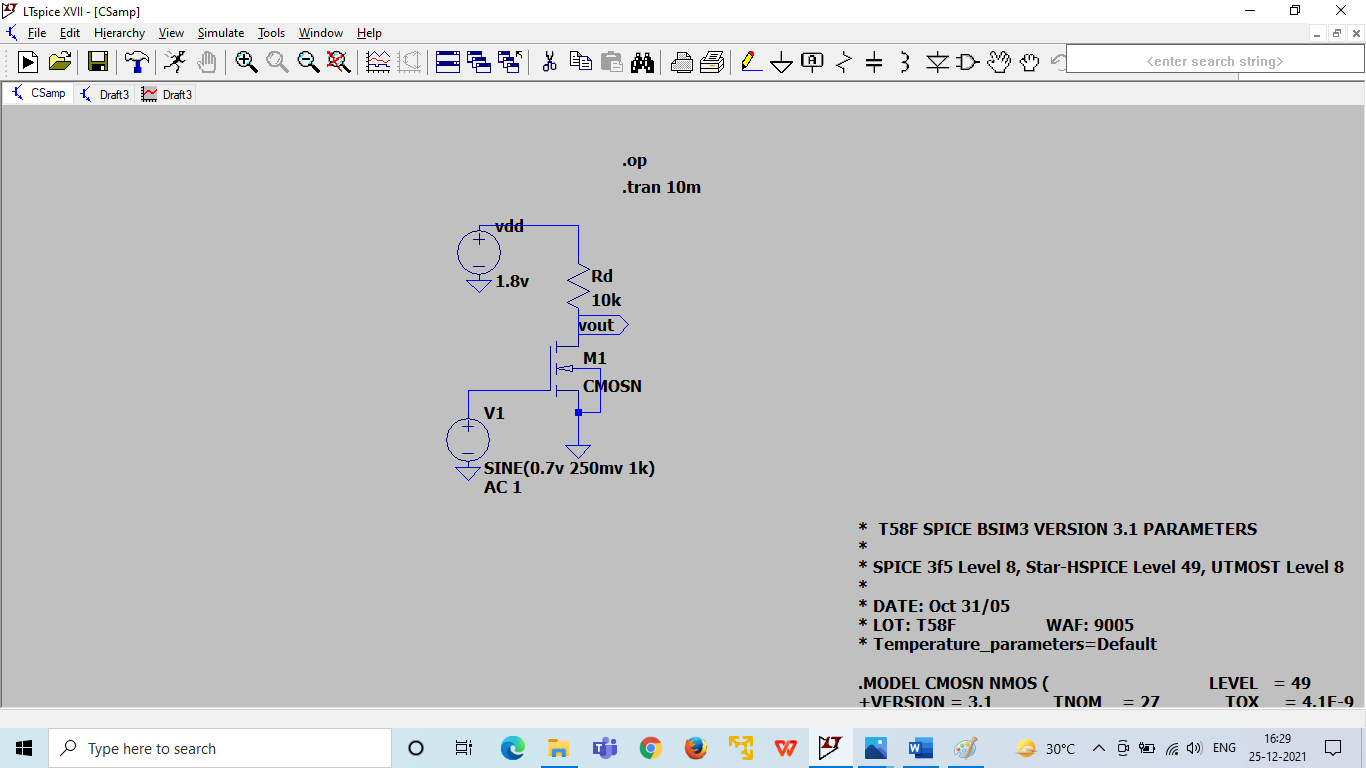 LTspice XVII - [CSamp]
File Edit Hierarchy View Simulate Tools Window Help
<enter search string>
CSamp Draft3 Draft3
.op
.tran 10m
vdd
1.8v
Rd
10k
vout
M1
CMOSN
V1
SINE(0.7v 250mv 1k)
AC 1
* T58F SPICE BSIM3 VERSION 3.1 PARAMETERS
*
* SPICE 3f5 Level 8, Star-HSPICE Level 49, UTMOST Level 8
*
* DATE: Oct 31/05
* LOT: T58F WAF: 9005
* Temperature_parameters=Default
.MODEL CMOSN NMOS ( LEVEL = 49
+VERSION = 3.1 TNOM = 27 TOX = 4.1E-9
Type here to search
30°C
ENG
16:29
25-12-2021